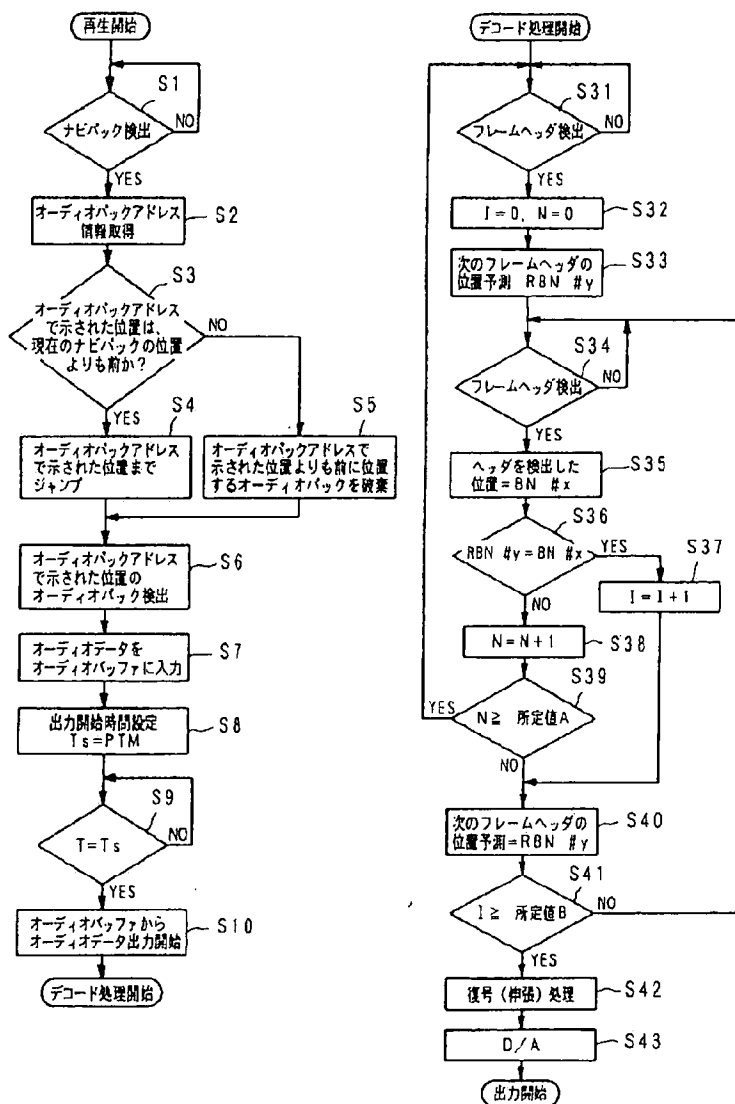 再生開始
S1
ナビパック検出
NO
YES
オーディオパックアドレス
情報取得
S2
S3
オーディオパックアドレス
で示された位置は、
現在のナビパックの位置
よりも前か?
NO
YES
S4
オーディオパックアドレス
で示された位置まで
ジャンプ
S5
オーディオパックアドレスで
示された位置よりも前に位置
するオーディオパックを破棄
オーディオパックアドレス
で示された位置の
オーディオパック検出
S6
オーディオデータを
オーディオバッファに入力
S7
出力開始時間設定
Ts=PTM
S8
S9
T=Ts
NO
YES
オーディオバッファから
オーディオデータ出力開始
S10
デコード処理開始
デコード処理開始
S31
フレームヘッダ検出
NO
YES
I=0, N=0
S32
次のフレームヘッダの
位置予測 RBN #y
S33
S34
フレームヘッダ検出
NO
YES
ヘッダを検出した
位置=BN #x
S35
S36
RBN #y=BN #x
YES
S37
I=I+1
NO
N=N+1
S38
S39
YES
N≧ 所定値A
NO
次のフレームヘッダの
位置予測=RBN #y
S40
S41
I≧ 所定値B
NO
YES
復号(伸張)処理
S42
D/A
S43
出力開始